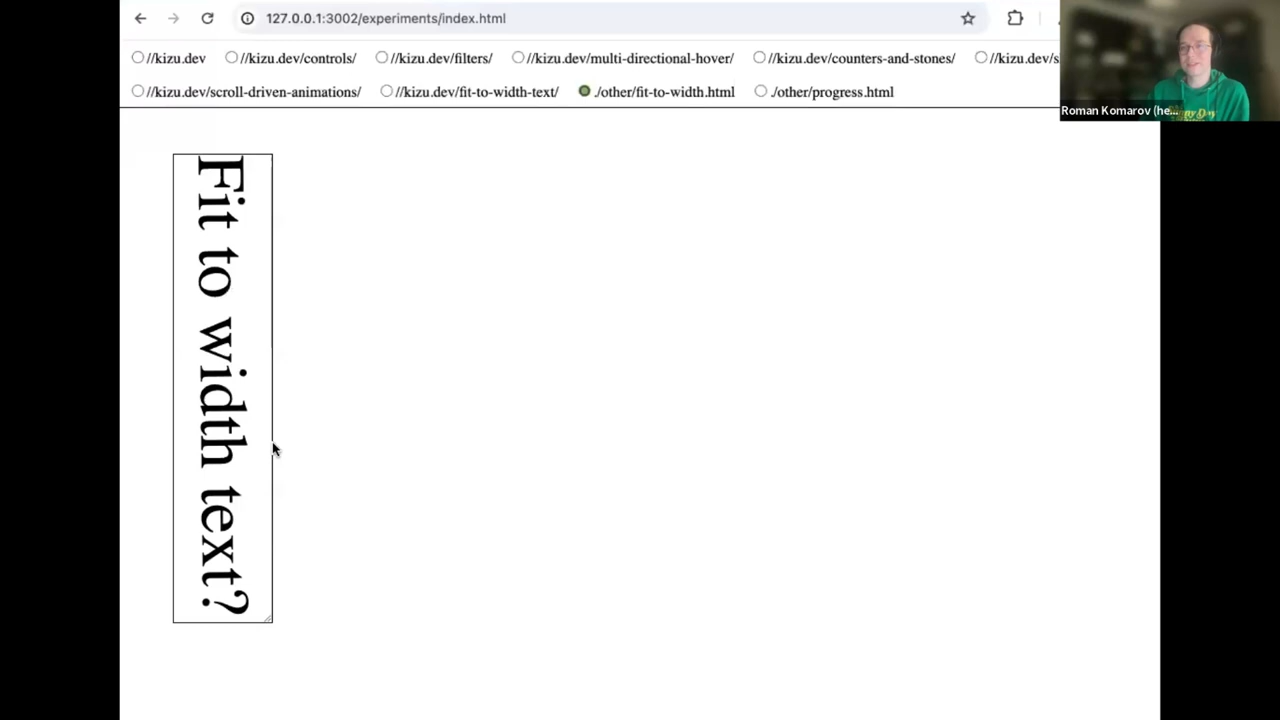 127.0.0.1:3002/experiments/index.html
//kizu.dev //kizu.dev/controls/ //kizu.dev/filters/ //kizu.dev/multi-directional-hover/ //kizu.dev/counters-and-stones/ //kizu.dev/s
//kizu.dev/scroll-driven-animations/ //kizu.dev/fit-to-width-text/ ./other/fit-to-width.html ./other/progress.html
Roman Komarov (he...
Fit to width text?